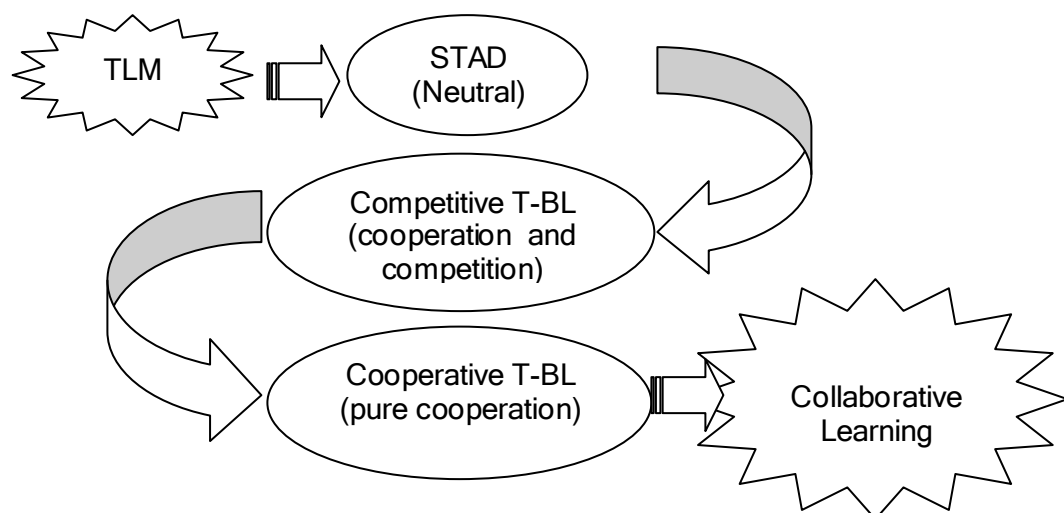 TLM
STAD
(Neutral)
Competitive T-BL
(cooperation and
competition)
Cooperative T-BL
(pure cooperation)
Collaborative
Learning